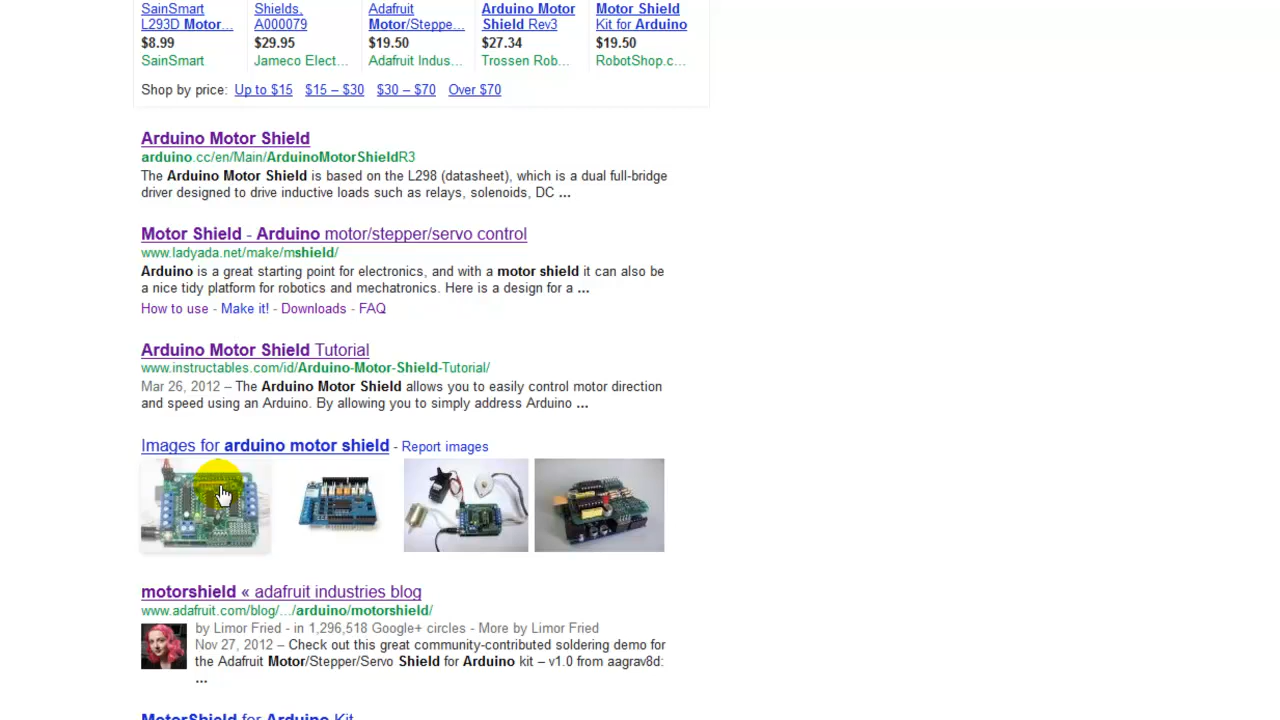 SainSmart Shields, Adafruit Arduino Motor Motor Shield
L293D Motor... A000079 Motor/Steppe... Shield Rev3 Kit for Arduino
$8.99 $29.95 $19.50 $27.34 $19.50
SainSmart Jameco Elect... Adafruit Indus... Trossen Rob... RobotShop.c...
Shop by price: Up to $15 $15 – $30 $30 – $70 Over $70
Arduino Motor Shield
arduino.cc/en/Main/ArduinoMotorShieldR3
The Arduino Motor Shield is based on the L298 (datasheet), which is a dual full-bridge
driver designed to drive inductive loads such as relays, solenoids, DC ...
Motor Shield - Arduino motor/stepper/servo control
www.ladyada.net/make/mshield/
Arduino is a great starting point for electronics, and with a motor shield it can also be
a nice tidy platform for robotics and mechatronics. Here is a design for a ...
How to use - Make it! - Downloads - FAQ
Arduino Motor Shield Tutorial
www.instructables.com/id/Arduino-Motor-Shield-Tutorial/
Mar 26, 2012 – The Arduino Motor Shield allows you to easily control motor direction
and speed using an Arduino. By allowing you to simply address Arduino ...
Images for arduino motor shield - Report images
motorshield « adafruit industries blog
www.adafruit.com/blog/.../arduino/motorshield/
by Limor Fried - in 1,296,518 Google+ circles - More by Limor Fried
Nov 27, 2012 – Check out this great community-contributed soldering demo for
the Adafruit Motor/Stepper/Servo Shield for Arduino kit – v1.0 from aagrav8d:
...
MotorShield for Arduino Kit